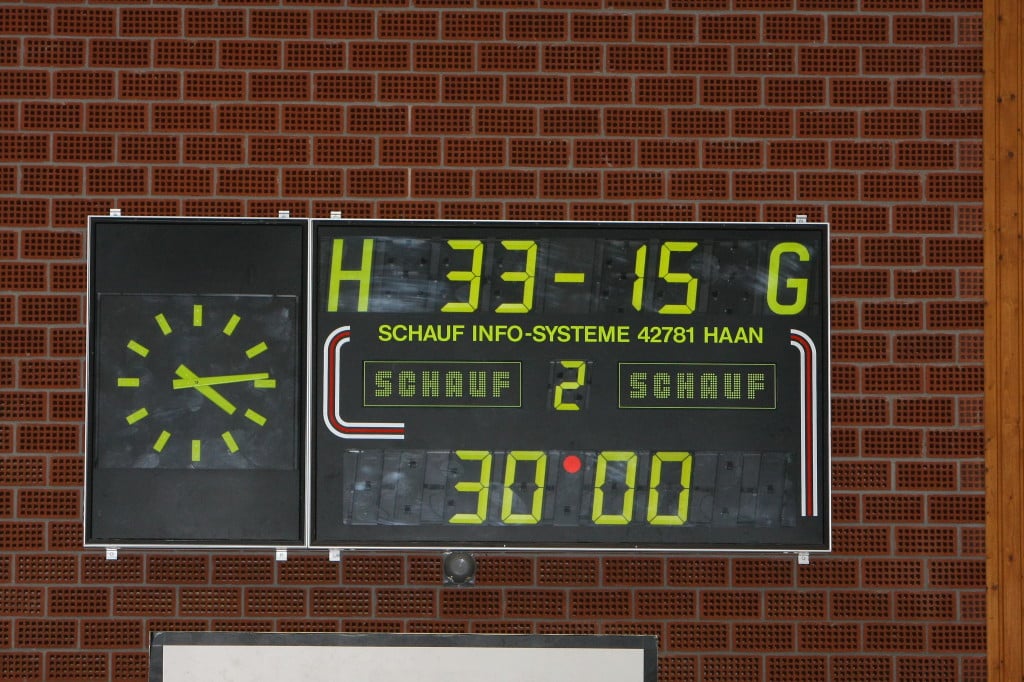 H 33-15 G
SCHAUF INFO-SYSTEME 42781 HAAN
SCHAUF 2 SCHAUF
30:00